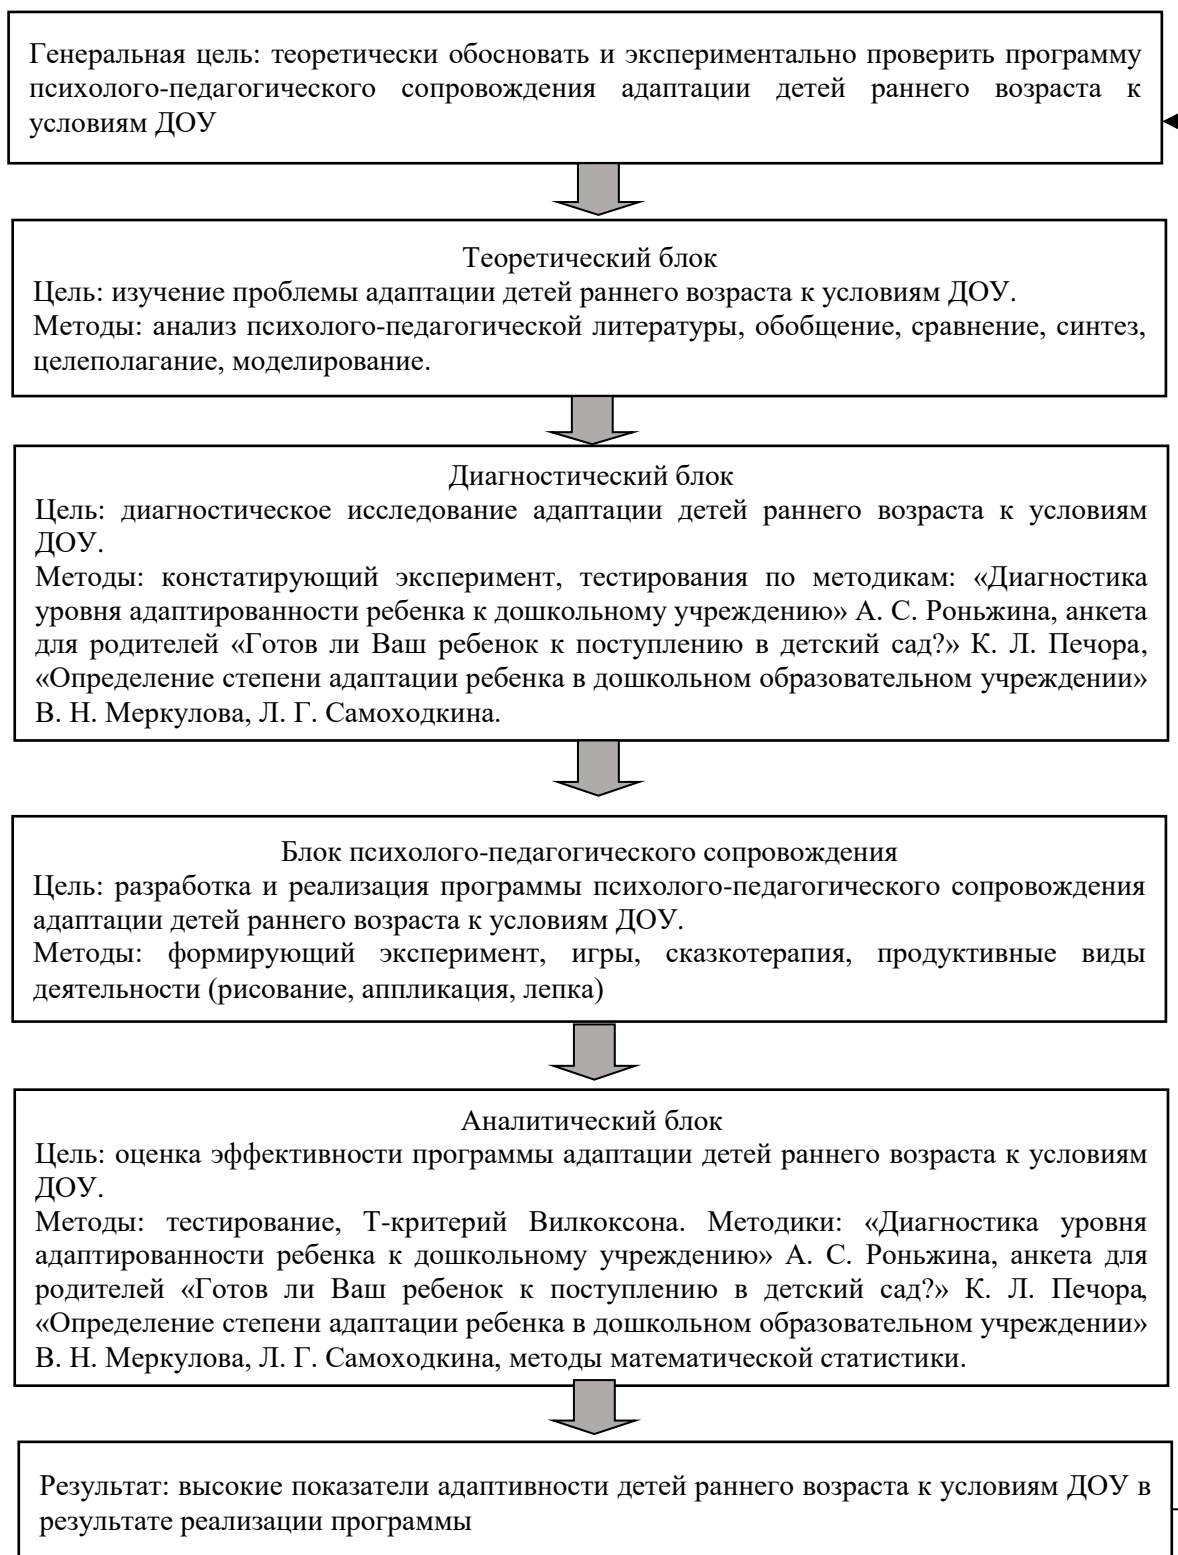 Генеральная цель: теоретически обосновать и экспериментально проверить программу
психолого-педагогического сопровождения адаптации детей раннего возраста к
условиям ДОУ
Теоретический блок
Цель: изучение проблемы адаптации детей раннего возраста к условиям ДОУ.
Методы: анализ психолого-педагогической литературы, обобщение, сравнение, синтез,
целеполагание, моделирование.
Диагностический блок
Цель: диагностическое исследование адаптации детей раннего возраста к условиям
ДОУ.
Методы: констатирующий эксперимент, тестирования по методикам: «Диагностика
уровня адаптированности ребенка к дошкольному учреждению» А. С. Роньжина, анкета
для родителей «Готов ли Ваш ребенок к поступлению в детский сад?» К. Л. Печора,
«Определение степени адаптации ребенка в дошкольном образовательном учреждении»
В. Н. Меркулова, Л. Г. Самоходкина.
Блок психолого-педагогического сопровождения
Цель: разработка и реализация программы психолого-педагогического сопровождения
адаптации детей раннего возраста к условиям ДОУ.
Методы: формирующий эксперимент, игры, сказкотерапия, продуктивные виды
деятельности (рисование, аппликация, лепка)
Аналитический блок
Цель: оценка эффективности программы адаптации детей раннего возраста к условиям
ДОУ.
Методы: тестирование, Т-критерий Вилкоксона. Методики: «Диагностика уровня
адаптированности ребенка к дошкольному учреждению» А. С. Роньжина, анкета для
родителей «Готов ли Ваш ребенок к поступлению в детский сад?» К. Л. Печора,
«Определение степени адаптации ребенка в дошкольном образовательном учреждении»
В. Н. Меркулова, Л. Г. Самоходкина, методы математической статистики.
Результат: высокие показатели адаптивности детей раннего возраста к условиям ДОУ в
результате реализации программы